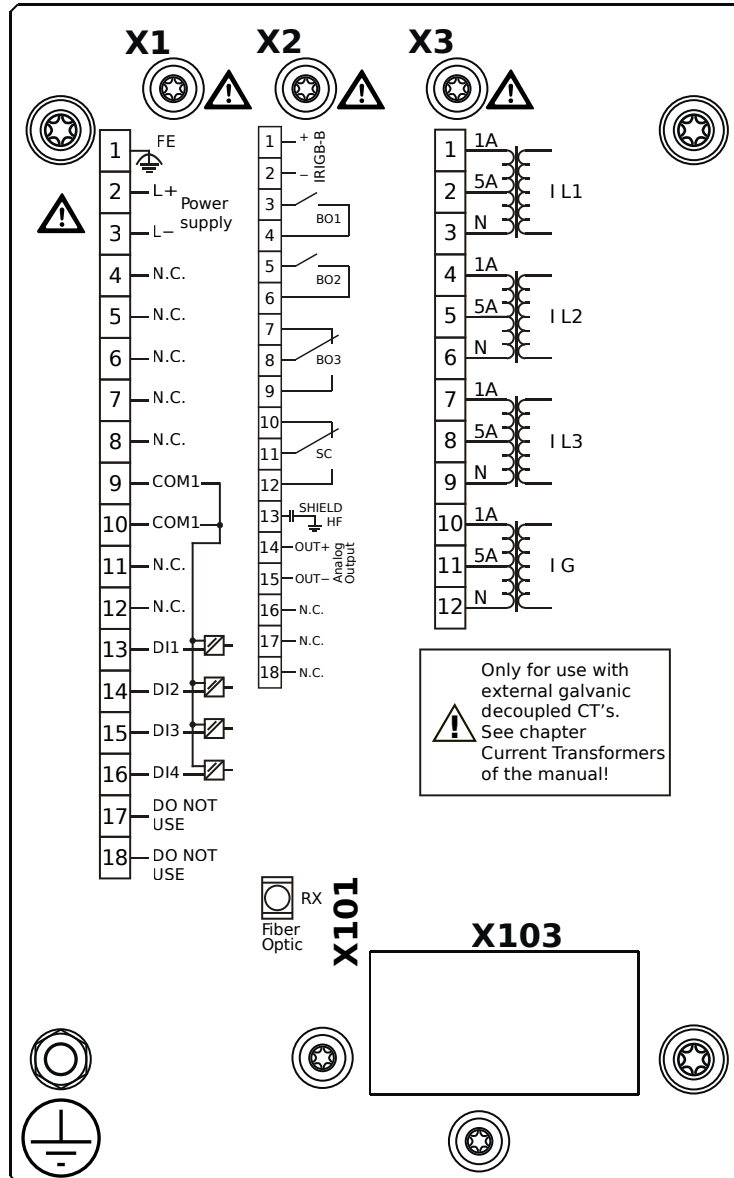 X1
X2
X3
1 FE
2 L+
Power
supply
3 L−
4 N.C.
5 N.C.
6 N.C.
7 N.C.
8 N.C.
9 COM1
10 COM1
11 N.C.
12 N.C.
13 DI1
14 DI2
15 DI3
16 DI4
17 DO NOT
USE
18 DO NOT
USE
1 +
2 −
IRIGB-B
3
BO1
4
5
BO2
6
7
8 BO3
9
10
11 SC
12
13 SHIELD
HF
14 OUT+
15 OUT−
Analog
Output
16 N.C.
17 N.C.
18 N.C.
1 1A
2 5A I L1
3 N
4 1A
5 5A I L2
6 N
7 1A
8 5A I L3
9 N
10 1A
11 5A I G
12 N
Only for use with
external galvanic
decoupled CT's.
See chapter
Current Transformers
of the manual!
RX
Fiber
Optic
X101
X103